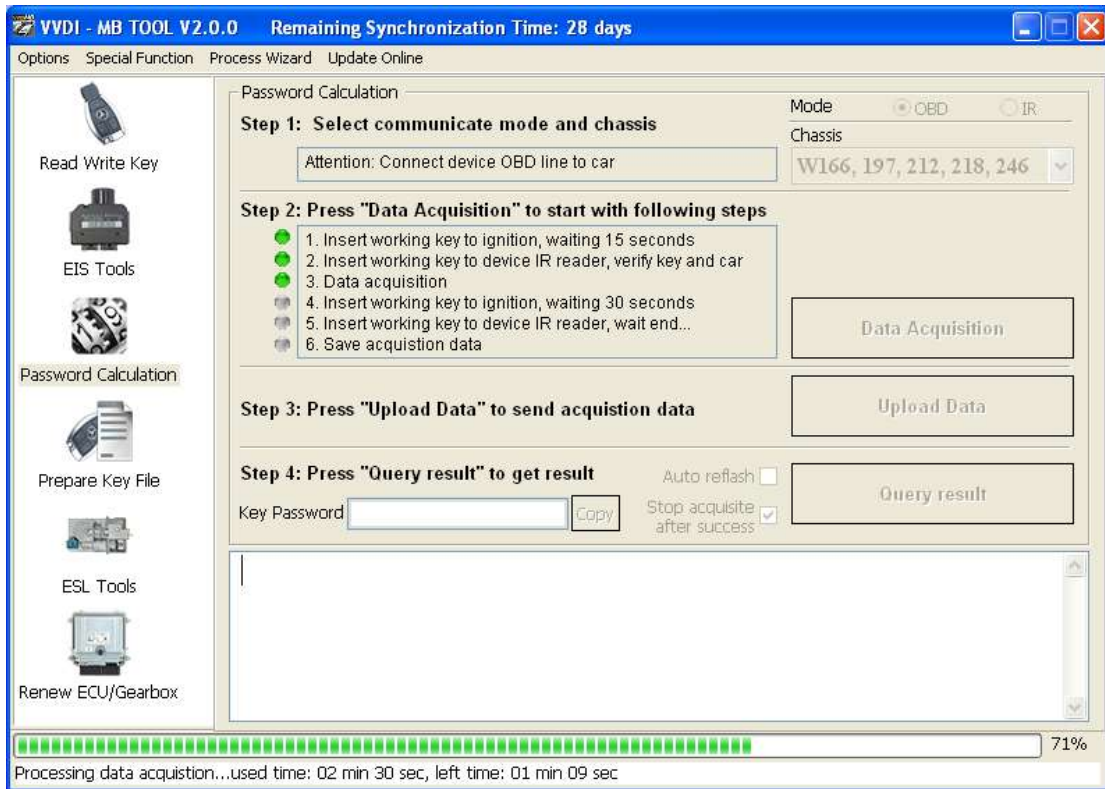 VVDI - MB TOOL V2.0.0 Remaining Synchronization Time: 28 days
Options Special Function Process Wizard Update Online
Read Write Key
EIS Tools
Password Calculation
Prepare Key File
ESL Tools
Renew ECU/Gearbox
Password Calculation
Step 1: Select communicate mode and chassis
Attention: Connect device OBD line to car
Mode OBD IR
Chassis
W166, 197, 212, 218, 246
Step 2: Press "Data Acquisition" to start with following steps
1. Insert working key to ignition, waiting 15 seconds
2. Insert working key to device IR reader, verify key and car
3. Data acquisition
4. Insert working key to ignition, waiting 30 seconds
5. Insert working key to device IR reader, wait end...
6. Save acquistion data
Data Acquisition
Step 3: Press "Upload Data" to send acquistion data
Upload Data
Step 4: Press "Query result" to get result
Auto reflash
Key Password
Copy
Stop acquisite
after success
Query result
71%
Processing data acquistion...used time: 02 min 30 sec, left time: 01 min 09 sec